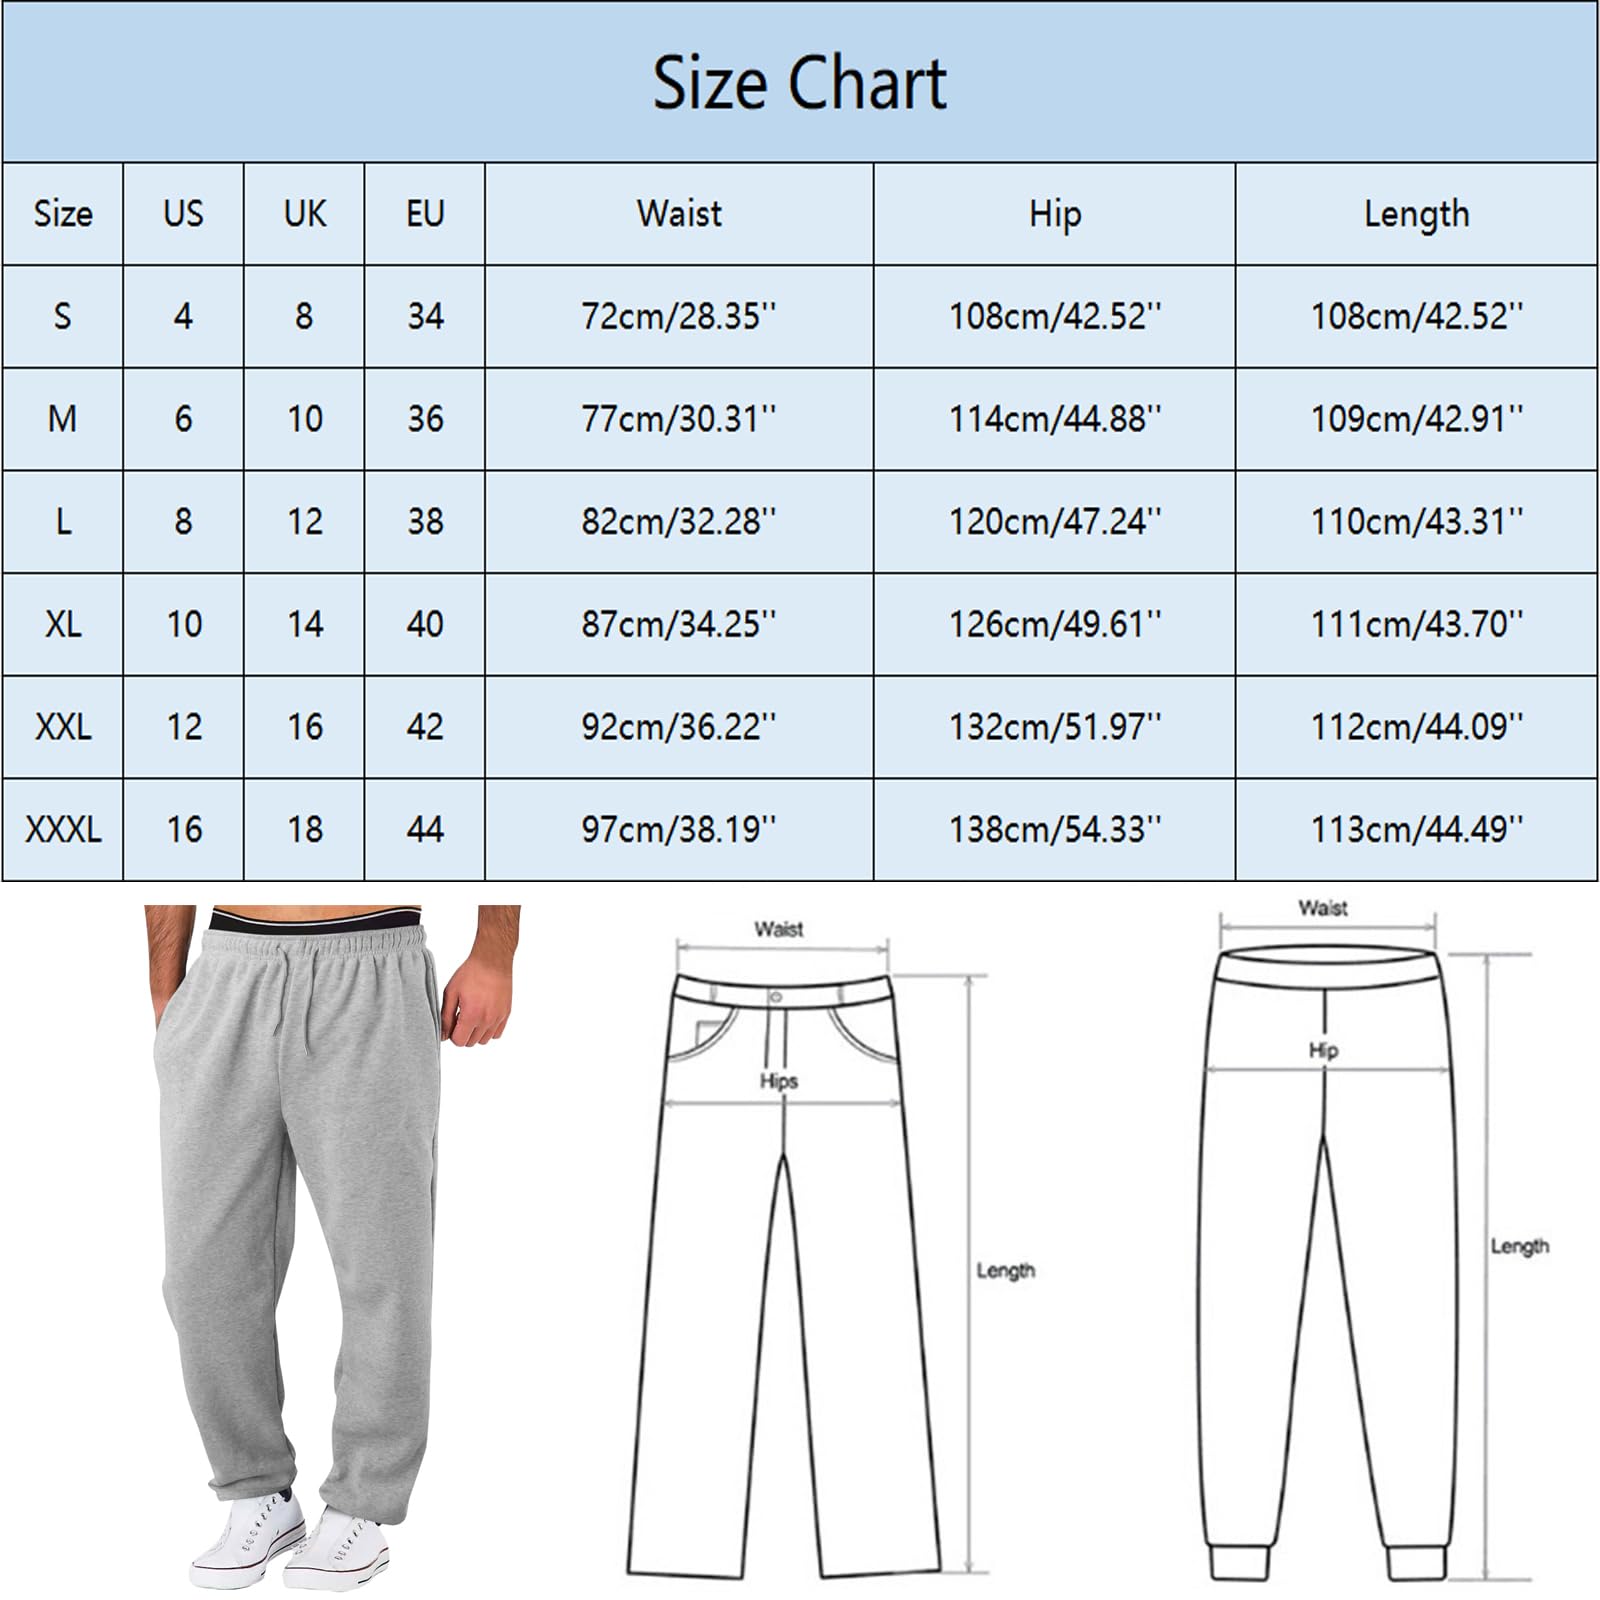 Size Chart
Size US UK EU Waist Hip Length
S 4 8 34 72cm/28.35'' 108cm/42.52'' 108cm/42.52''
M 6 10 36 77cm/30.31'' 114cm/44.88'' 109cm/42.91''
L 8 12 38 82cm/32.28'' 120cm/47.24'' 110cm/43.31''
XL 10 14 40 87cm/34.25'' 126cm/49.61'' 111cm/43.70''
XXL 12 16 42 92cm/36.22'' 132cm/51.97'' 112cm/44.09''
XXXL 16 18 44 97cm/38.19'' 138cm/54.33'' 113cm/44.49''
Waist
Hips
Length
Waist
Hip
Length